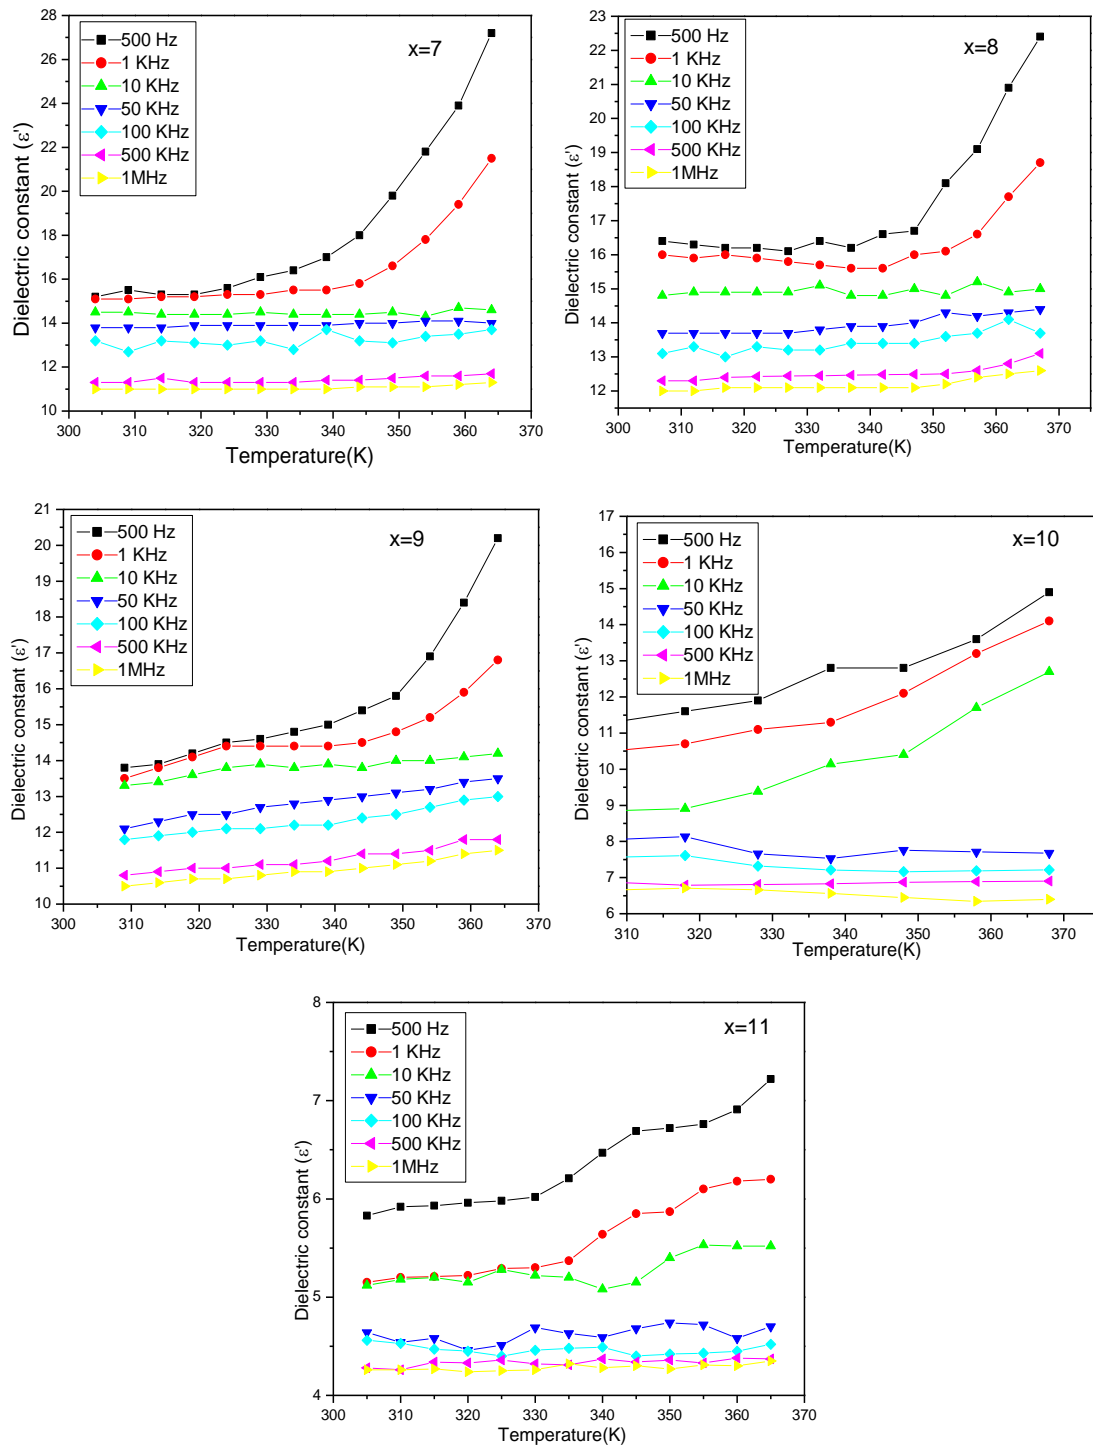 28
26
24
22
20
18
16
14
12
10
Dielectric constant (ε')
500 Hz
1 KHz
10 KHz
50 KHz
100 KHz
500 KHz
1MHz
x=7
300 310 320 330 340 350 360 370
Temperature(K)
23
22
21
20
19
18
17
16
15
14
13
12
Dielectric constant (ε')
500 Hz
1 KHz
10 KHz
50 KHz
100 KHz
500 KHz
1MHz
x=8
300 310 320 330 340 350 360 370
Temperature(K)
21
20
19
18
17
16
15
14
13
12
11
10
Dielectric constant (ε')
500 Hz
1 KHz
10 KHz
50 KHz
100 KHz
500 KHz
1MHz
x=9
300 310 320 330 340 350 360 370
Temperature(K)
17
16
15
14
13
12
11
10
9
8
7
6
Dielectric constant (ε')
500 Hz
1 KHz
10 KHz
50 KHz
100 KHz
500 KHz
1MHz
x=10
310 320 330 340 350 360 370
Temperature(K)
8
7
6
5
4
Dielectric constant (ε')
500 Hz
1 KHz
10 KHz
50 KHz
100 KHz
500 KHz
1MHz
x=11
300 310 320 330 340 350 360 370
Temperature(K)